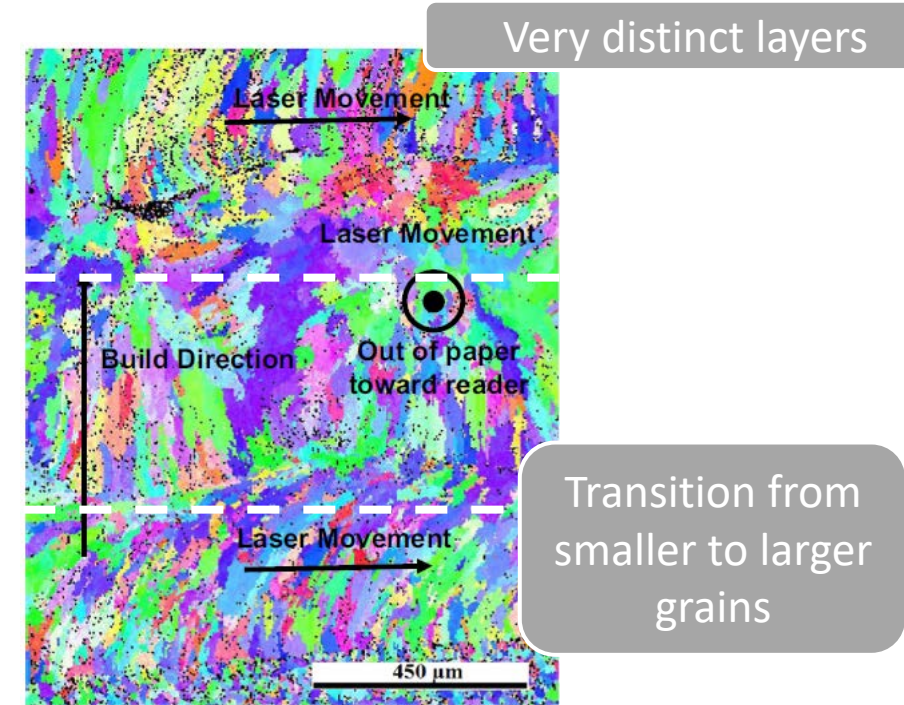 Very distinct layers
Laser Movement
Laser Movement
Build Direction
Out of paper
toward reader
Transition from
smaller to larger
grains
Laser Movement
450 μm